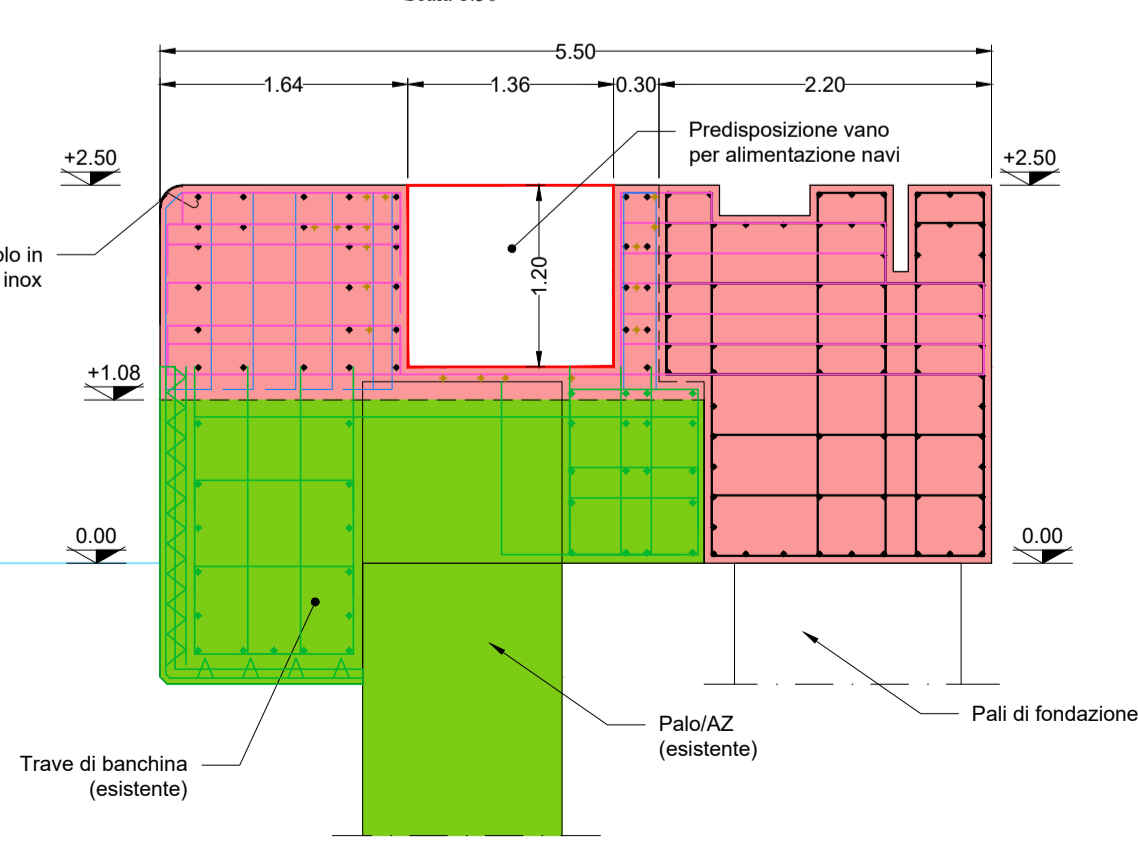 5.50
1.64
1.36
0.30
2.20
Predisposizione vano
per alimentazione navi
+2.50
+2.50
olo in
inox
1.20
+1.08
0.00
0.00
Palo/AZ
(esistente)
Pali di fondazione
Trave di banchina
(esistente)